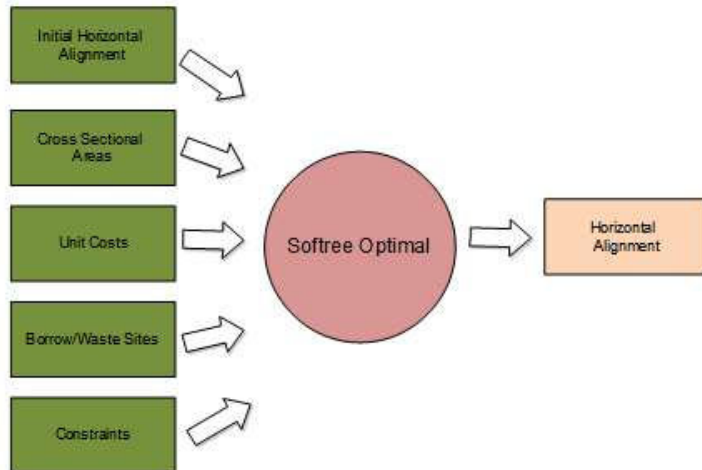 Initial Horizontal
Alignment
Cross Sectional
Areas
Unit Costs
Borrow/Waste Sites
Constraints
Softree Optimal
Horizontal
Alignment